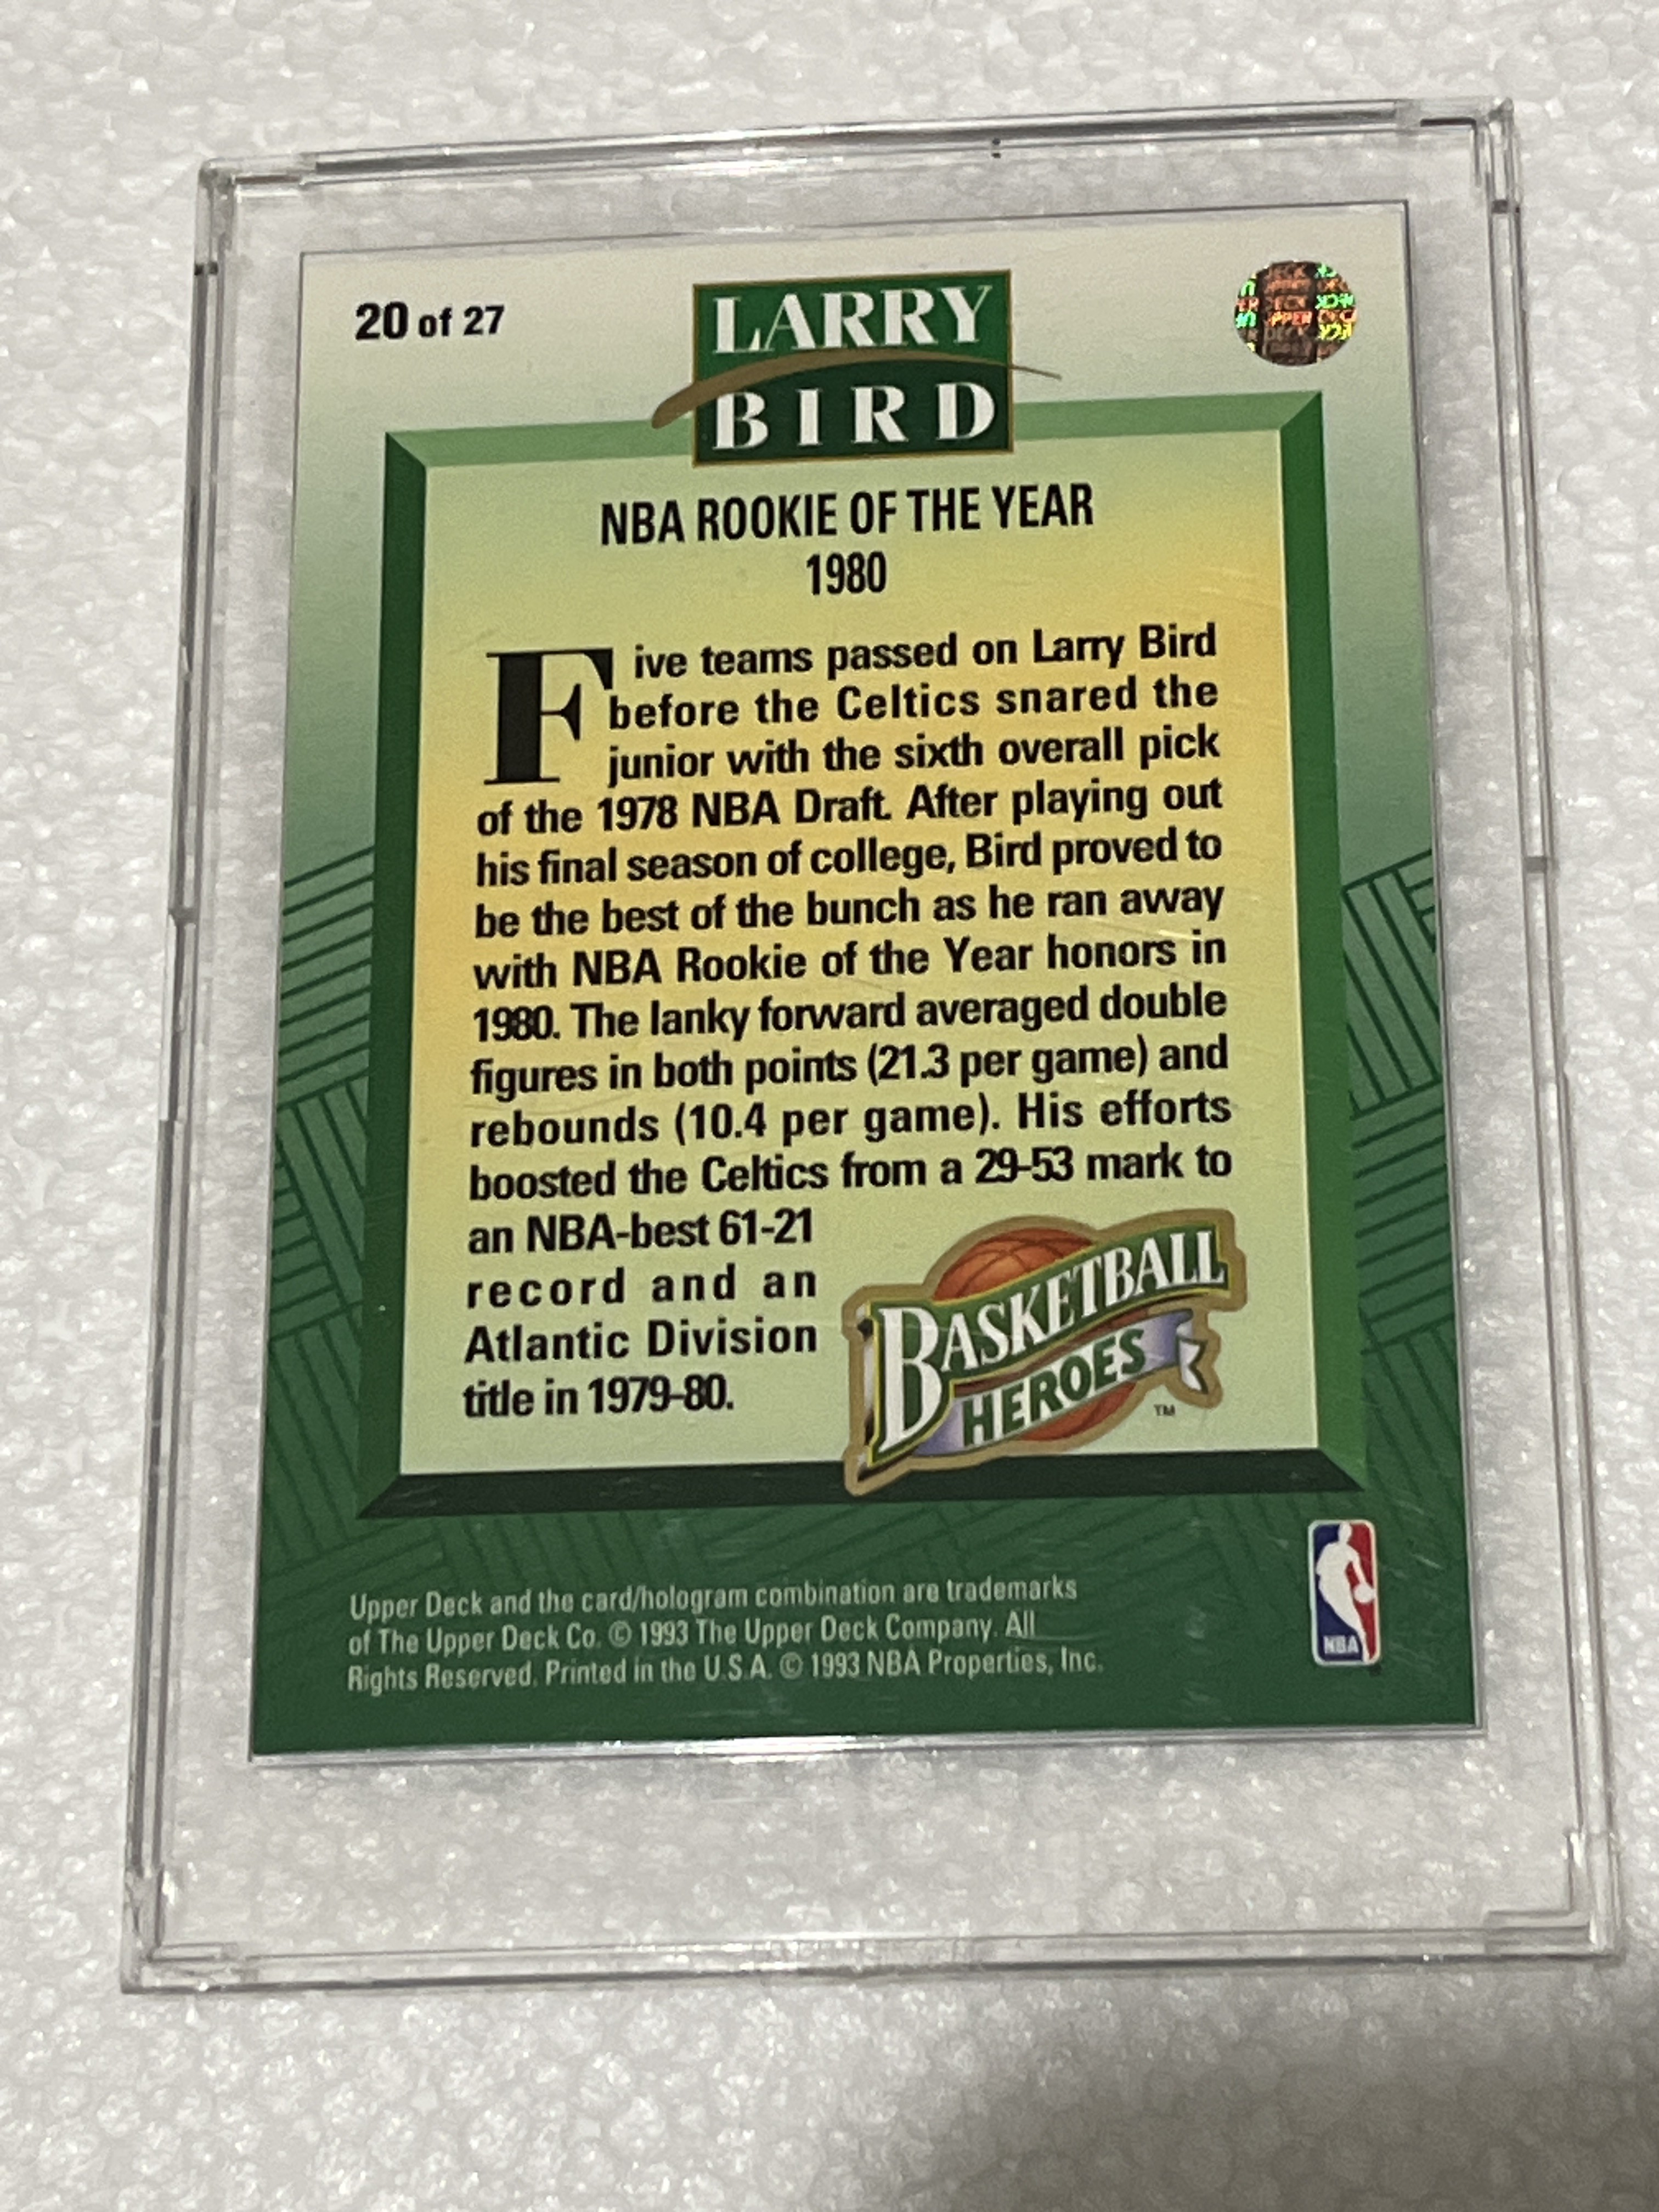 20 of 27
LARRY
BIRD
NBA ROOKIE OF THE YEAR
1980
Five teams passed on Larry Bird
before the Celtics snared the
junior with the sixth overall pick
of the 1978 NBA Draft. After playing out
his final season of college, Bird proved to
be the best of the bunch as he ran away
with NBA Rookie of the Year honors in
1980. The lanky forward averaged double
figures in both points (21.3 per game) and
rebounds (10.4 per game). His efforts
boosted the Celtics from a 29-53 mark to
an NBA-best 61-21
record and an
Atlantic Division
title in 1979-80.
BASKETBALL
HEROES
TM
Upper Deck and the card/hologram combination are trademarks
of The Upper Deck Co. © 1993 The Upper Deck Company. All
Rights Reserved. Printed in the U.S.A. © 1993 NBA Properties, Inc.
NBA